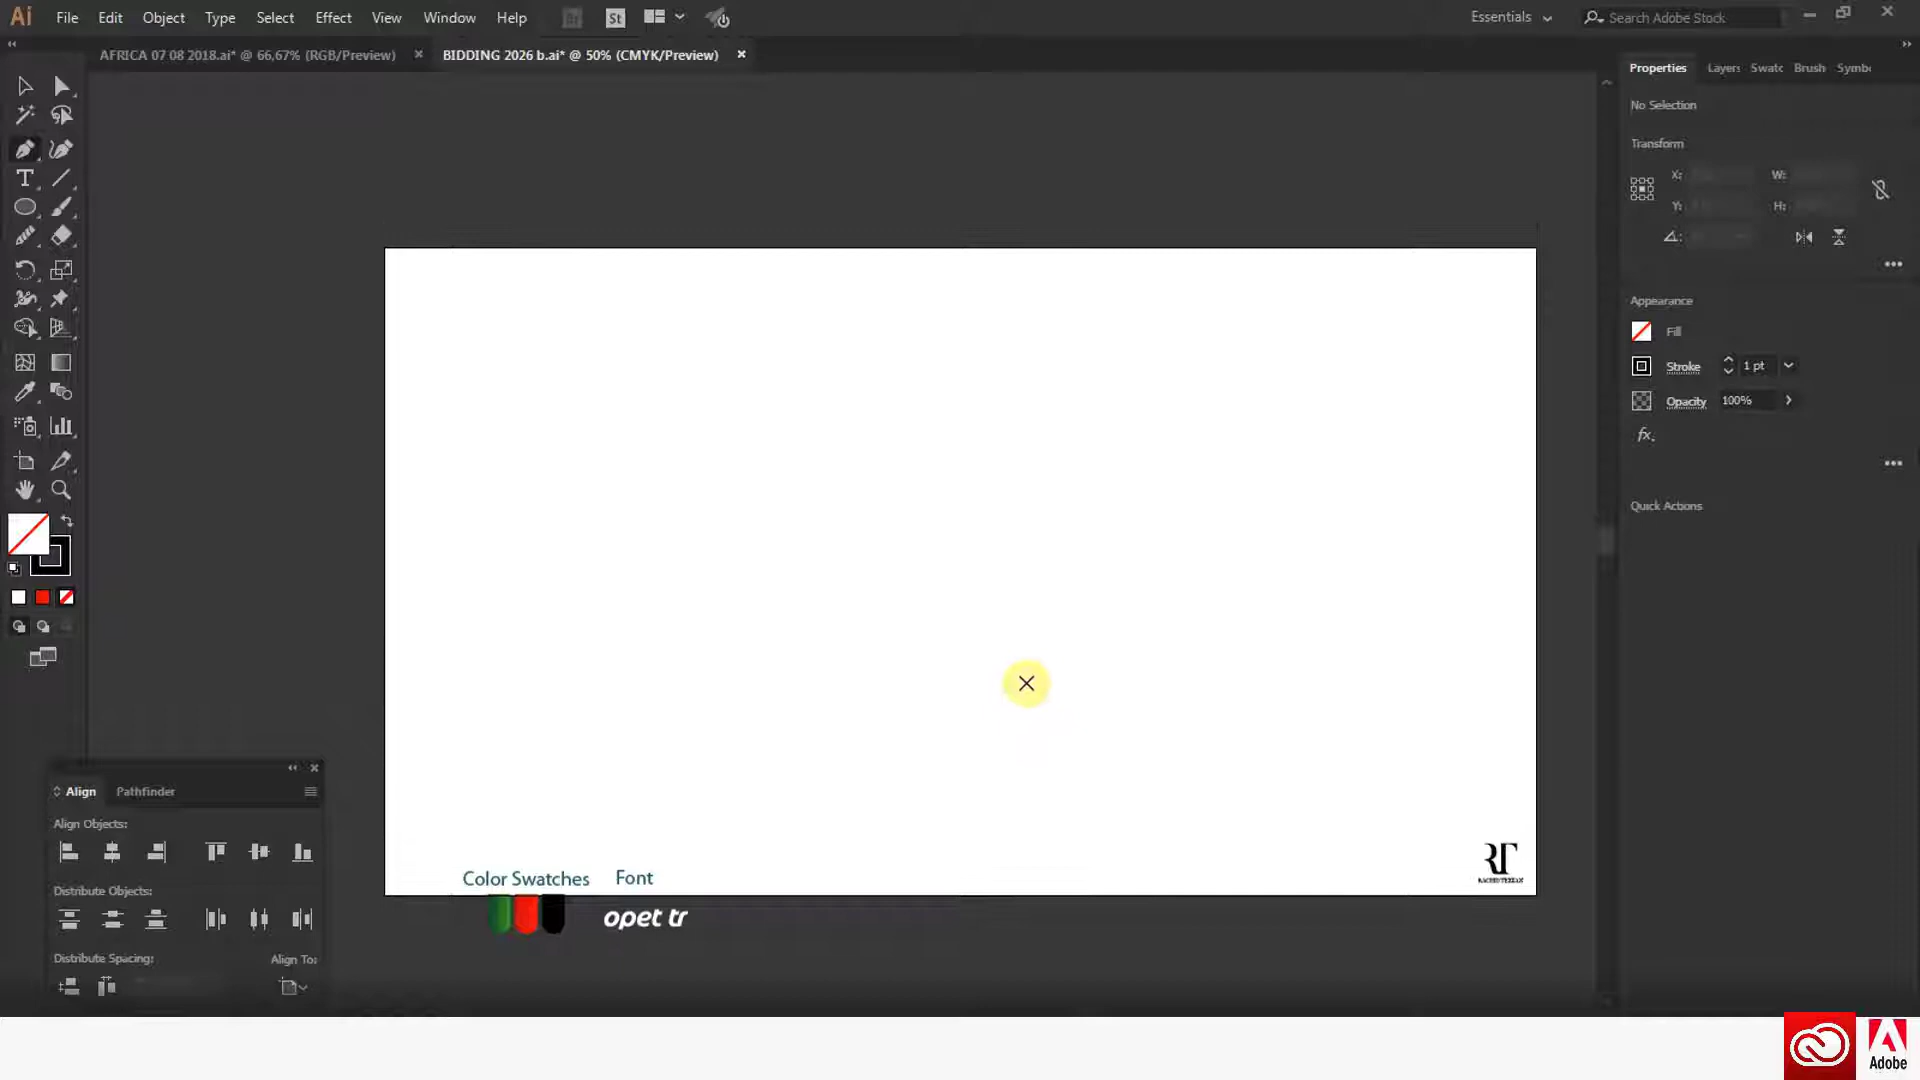 Ai File Edit Object Type Select Effect View Window Help Br St Essentials Search Adobe Stock
AFRICA 07 08 2018.ai* @ 66,67% (RGB/Preview) BIDDING 2026 b.ai* @ 50% (CMYK/Preview)
Properties Layers Swatc Brush Symbo
No Selection
Transform
X: W:
Y: H:
Appearance
Fill
Stroke 1 pt
Opacity 100%
fx.
Quick Actions
Align Pathfinder
Align Objects:
Distribute Objects:
Distribute Spacing: Align To:
Color Swatches Font
opet tr
RT
Adobe